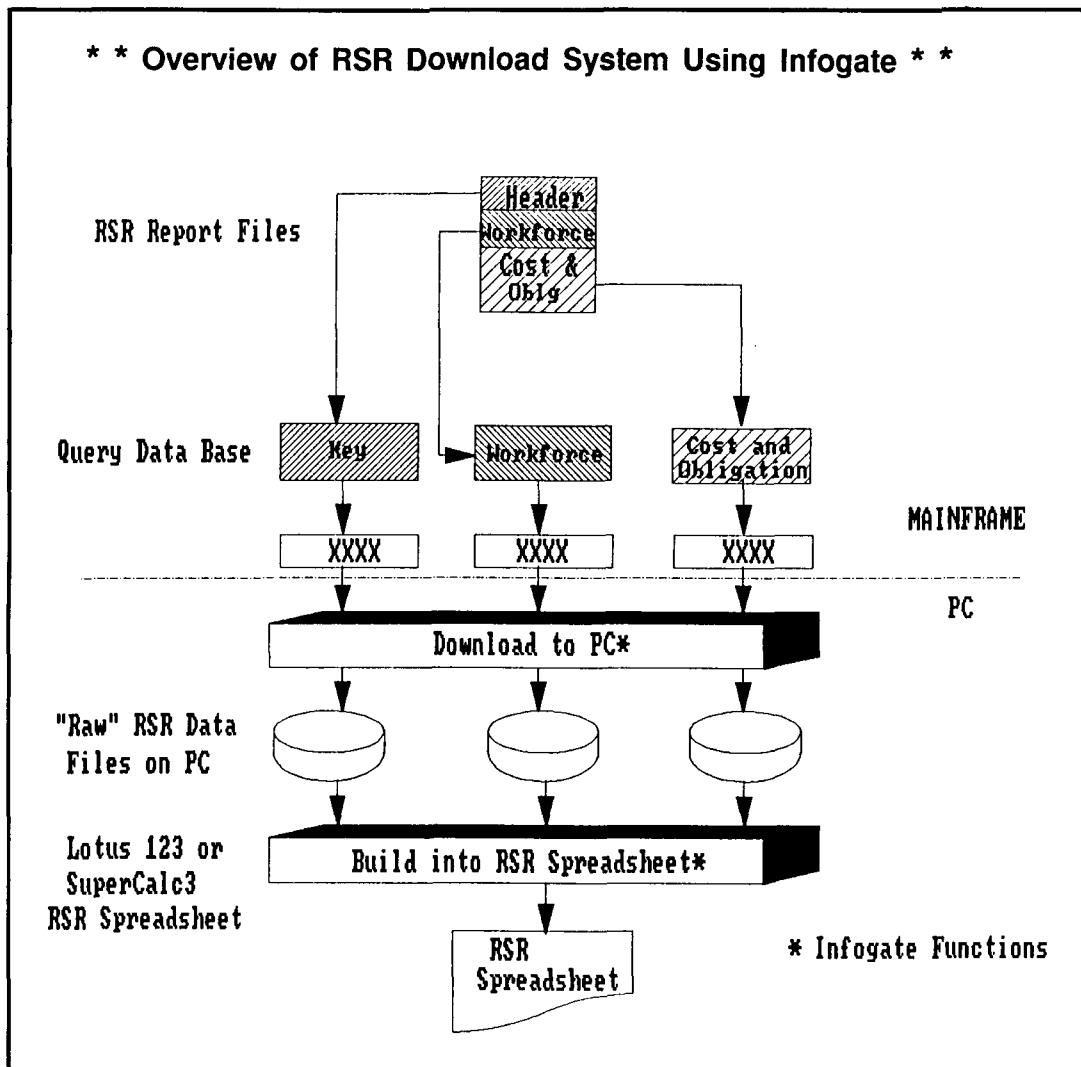 * * Overview of RSR Download System Using Infogate * *
RSR Report Files
Header
Workforce
Cost &
Oblg
Query Data Base
Key
Workforce
Cost and
Obligation
MAINFRAME
XXXX
XXXX
XXXX
PC
Download to PC*
"Raw" RSR Data
Files on PC
Lotus 123 or
SuperCalc3
RSR Spreadsheet
Build into RSR Spreadsheet*
RSR
Spreadsheet
* Infogate Functions